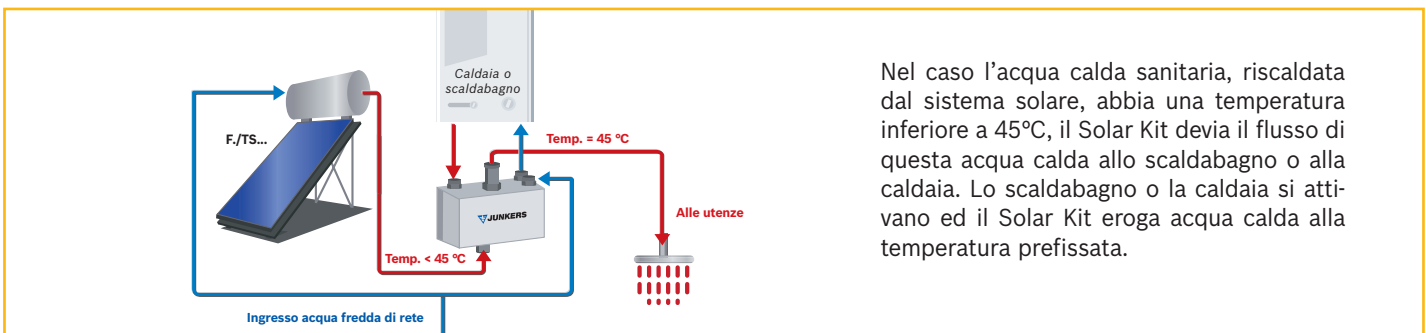 Caldaia o
scaldabagno
F./TS...
Temp. = 45 °C
JUNKERS
Alle utenze
Temp. < 45 °C
Ingresso acqua fredda di rete
Nel caso l’acqua calda sanitaria, riscaldata
dal sistema solare, abbia una temperatura
inferiore a 45°C, il Solar Kit devia il flusso di
questa acqua calda allo scaldabagno o alla
caldaia. Lo scaldabagno o la caldaia si atti-
vano ed il Solar Kit eroga acqua calda alla
temperatura prefissata.